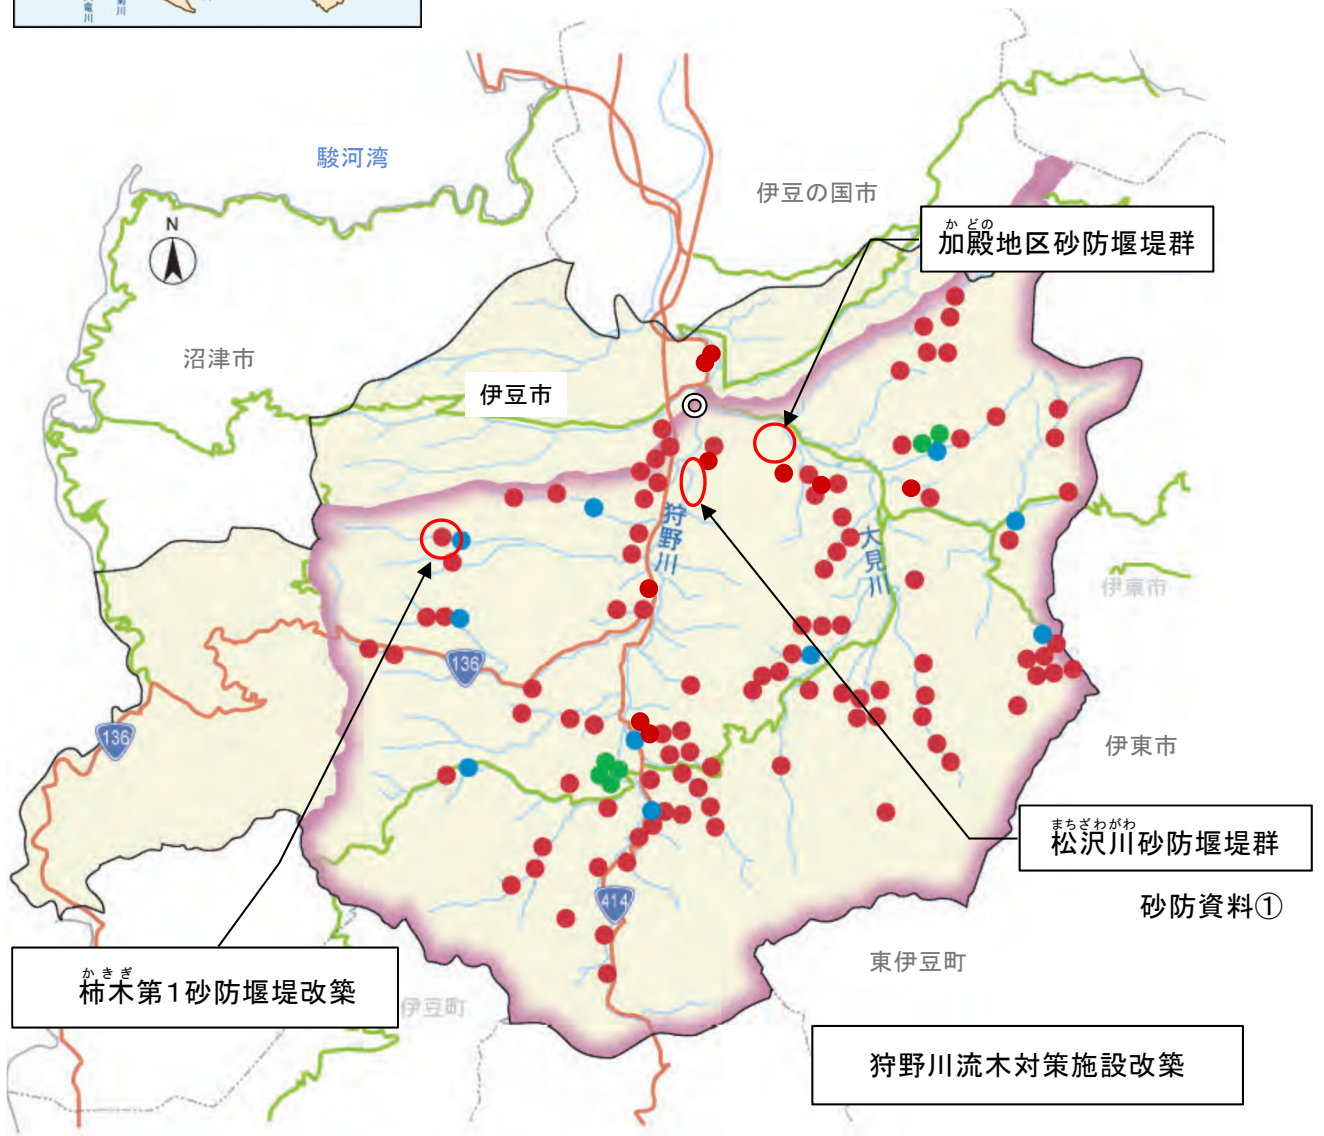 竜川
菊川
駿河湾
伊豆の国市
N
か どの
加殿地区砂防堰堤群
沼津市
伊豆市
狩野川
大見川
伊東市
136
136
伊東市
まちざわがわ
松沢川砂防堰堤群
砂防資料①
414
東伊豆町
かきぎ
柿木第1砂防堰堤改築
伊豆町
狩野川流木対策施設改築